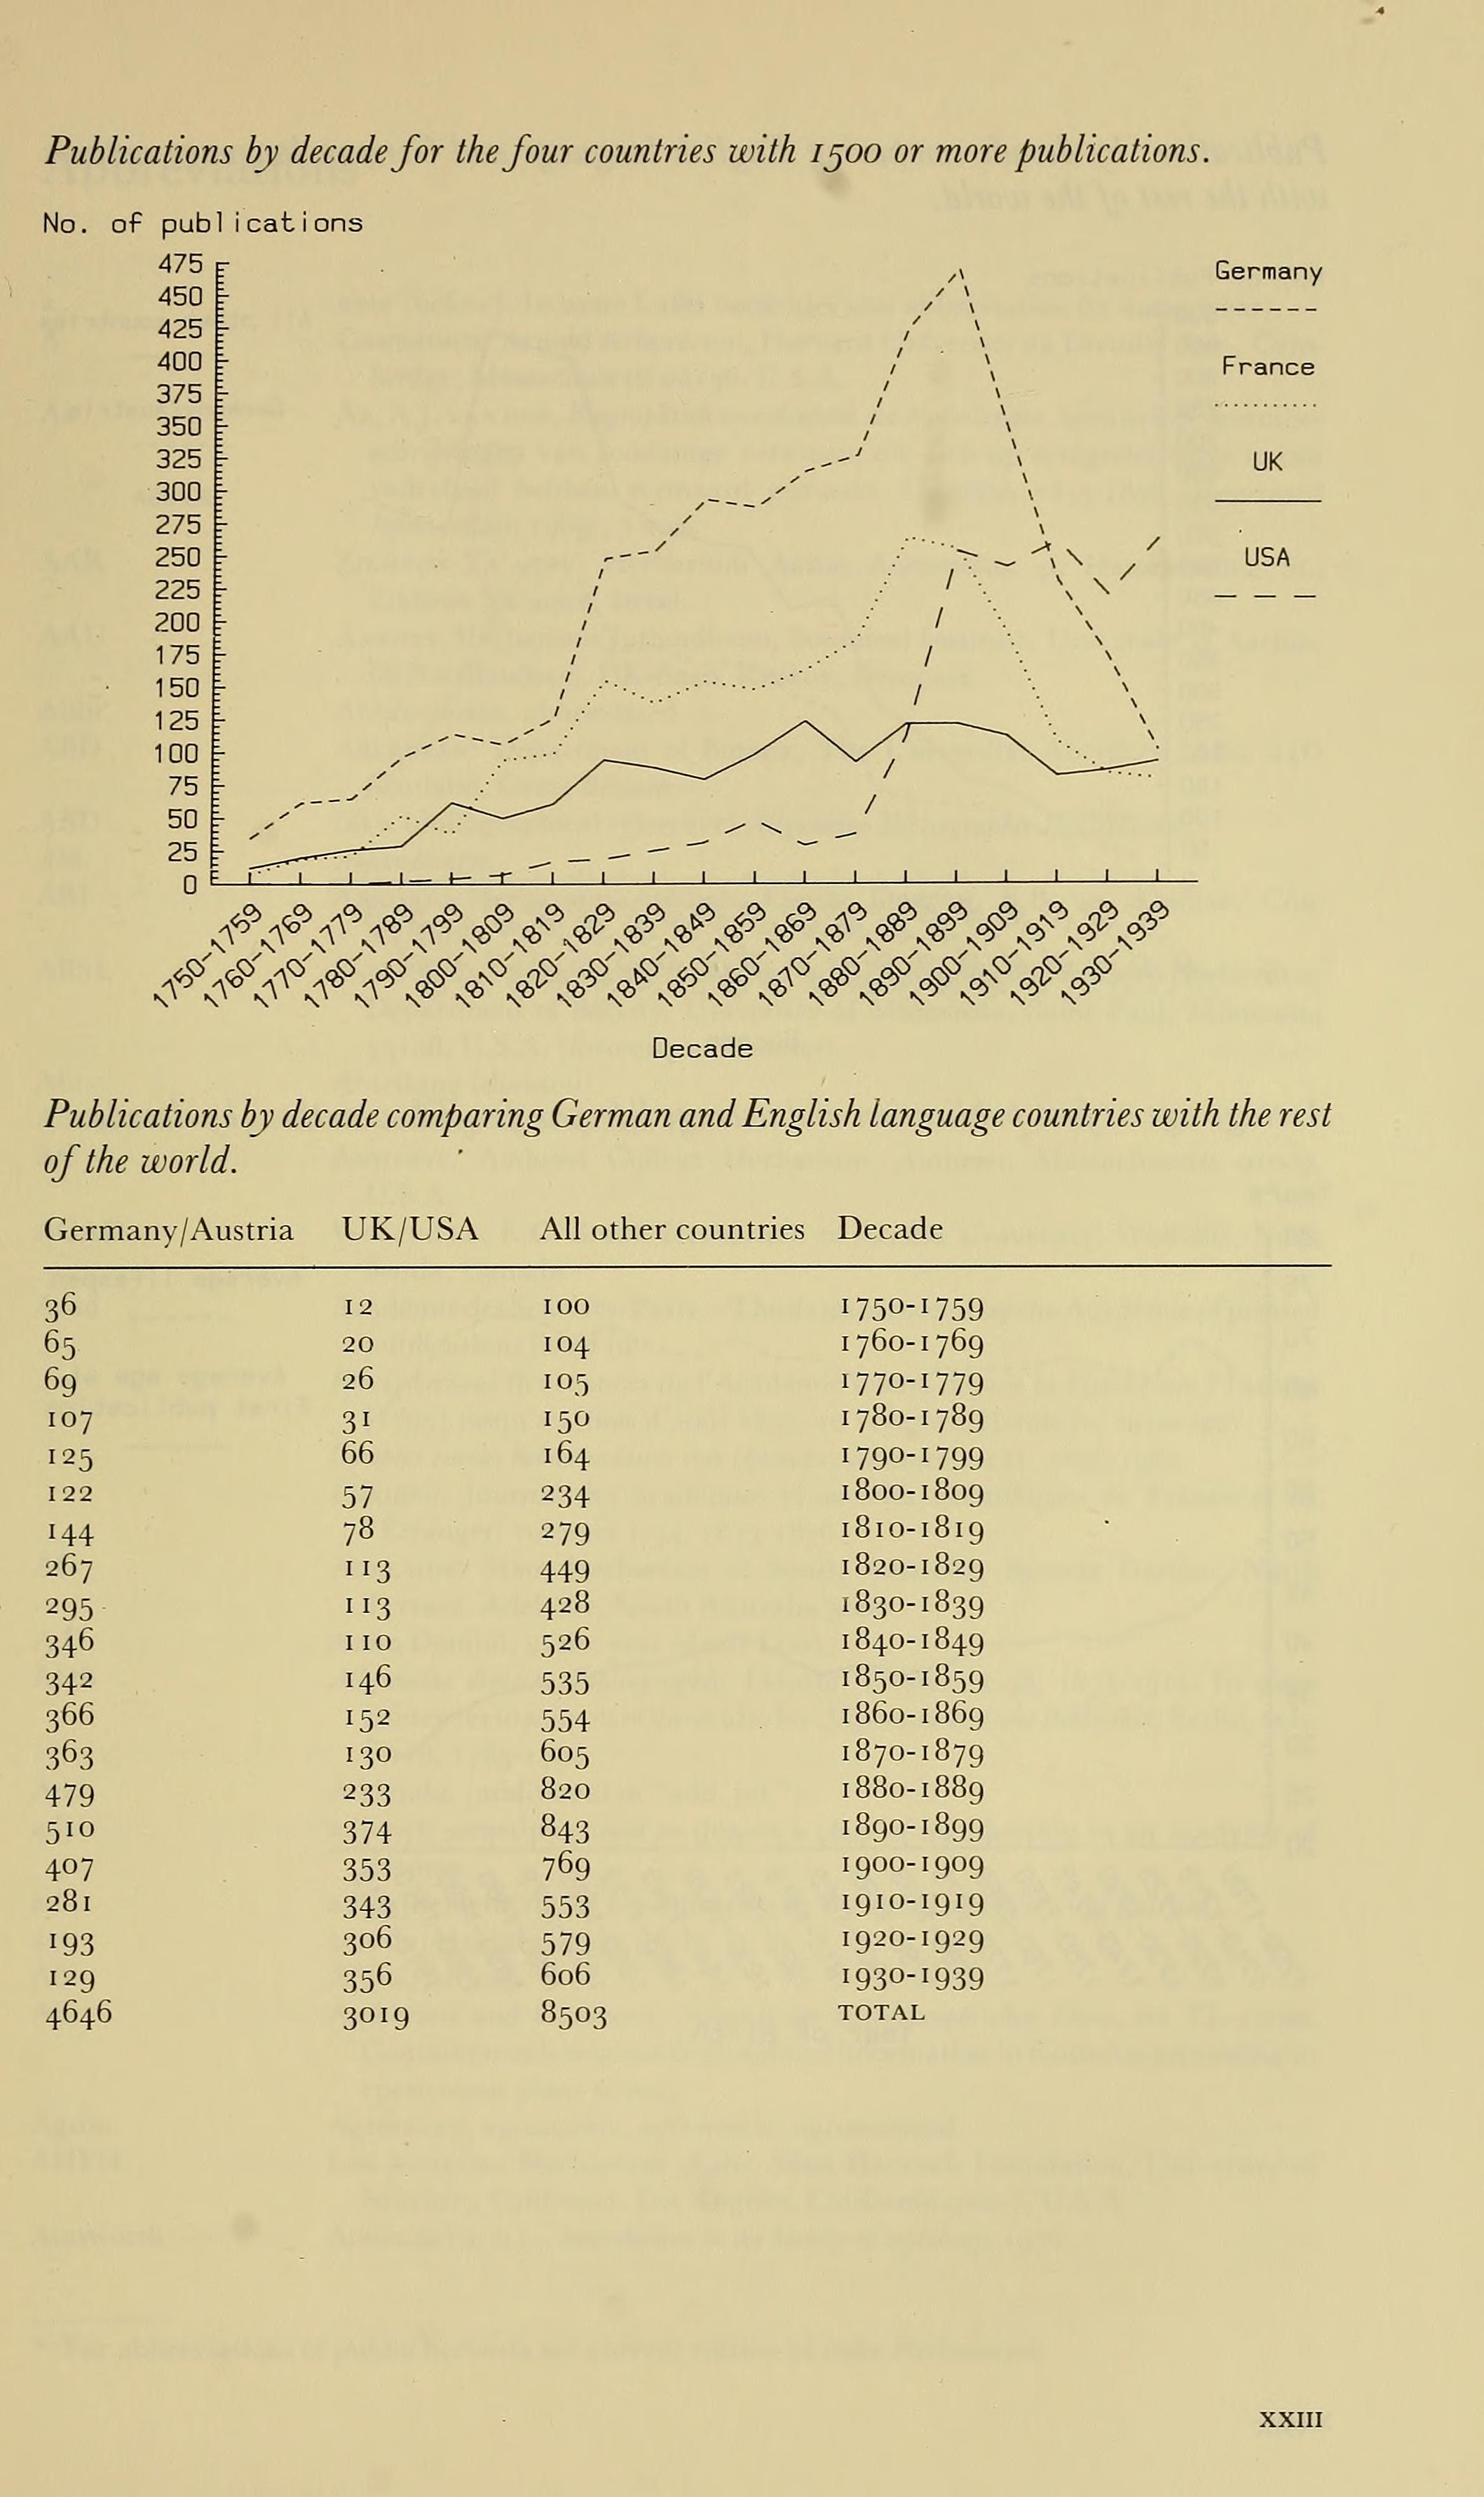 Publications by decade for the four countries with 1500 or more publications.
No. of publications
475
450
425
400
375
350
325
300
275
250
225
200
175
150
125
100
75
50
25
0
Germany
France
UK
USA
1750-1759
1760-1769
1770-1779
1780-1789
1790-1799
1800-1809
1810-1819
1820-1829
1830-1839
1840-1849
1850-1859
1860-1869
1870-1879
1880-1889
1890-1899
1900-1909
1910-1919
1920-1929
1930-1939
Decade
Publications by decade comparing German and English language countries with the rest
of the world.
Germany/Austria UK/USA All other countries Decade
36 12 100 1750-1759
65 20 104 1760-1769
69 26 105 1770-1779
107 31 150 1780-1789
125 66 164 1790-1799
122 57 234 1800-1809
144 78 279 1810-1819
267 113 449 1820-1829
295 113 428 1830-1839
346 110 526 1840-1849
342 146 535 1850-1859
366 152 554 1860-1869
363 130 605 1870-1879
479 233 820 1880-1889
510 374 843 1890-1899
407 353 769 1900-1909
281 343 553 1910-1919
193 306 579 1920-1929
129 356 606 1930-1939
4646 3019 8503 TOTAL
XXIII